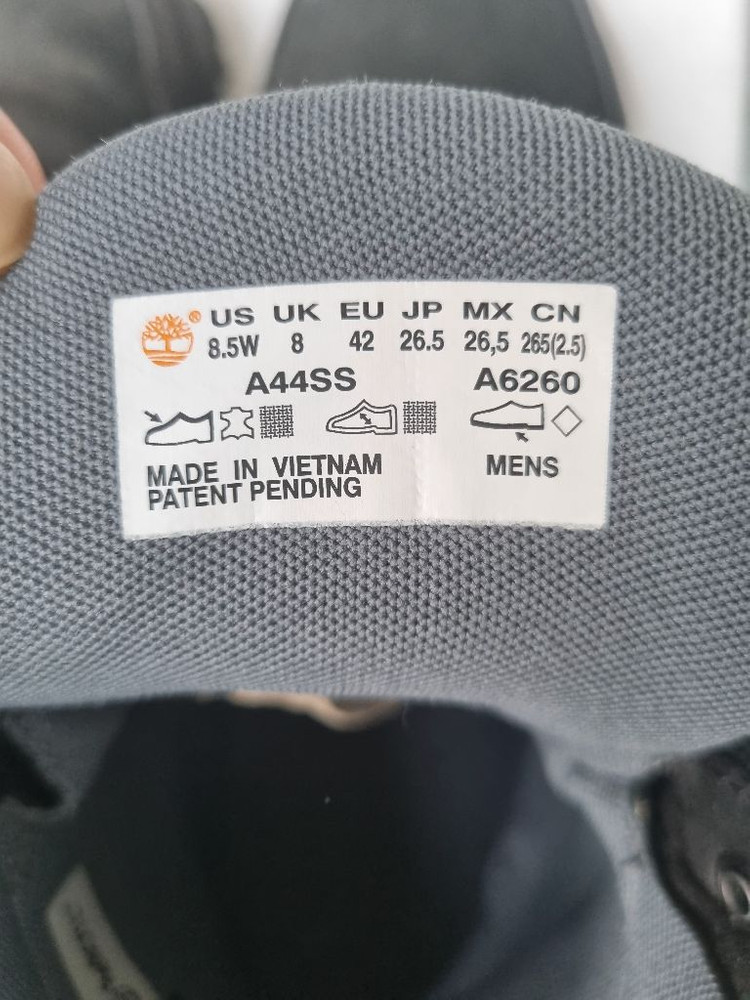 ® US UK EU JP MX CN
8.5W 8 42 26.5 26,5 265(2.5)
A44SS A6260
MADE IN VIETNAM
PATENT PENDING MENS